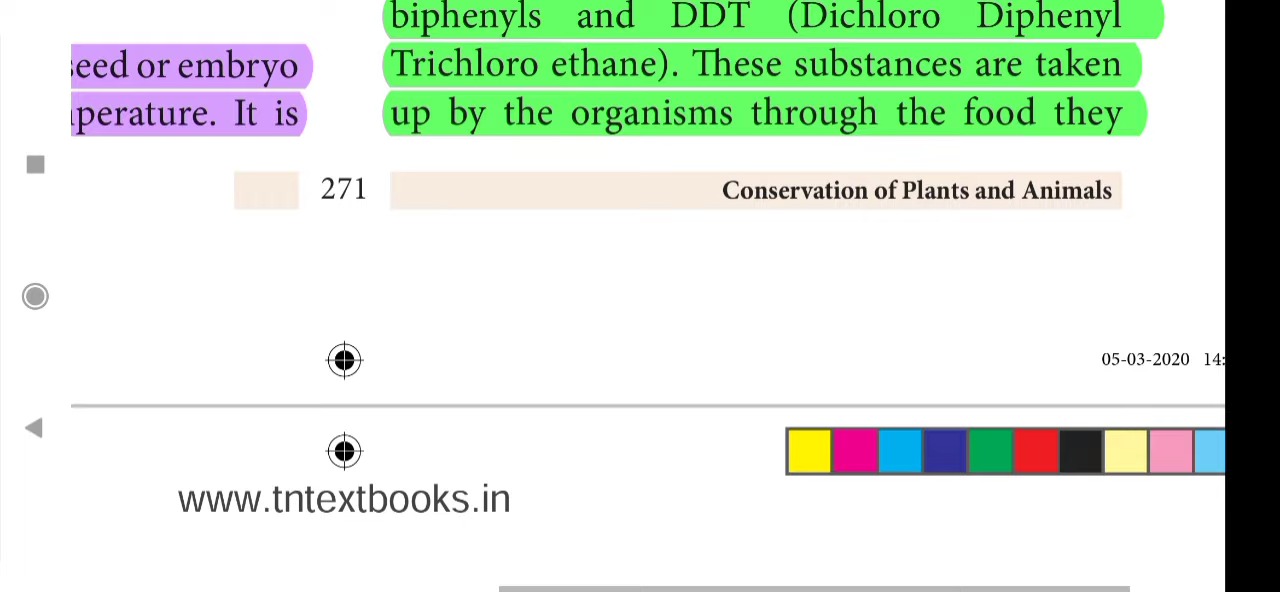 seed or embryo
perature. It is
biphenyls and DDT (Dichloro Diphenyl
Trichloro ethane). These substances are taken
up by the organisms through the food they
271
Conservation of Plants and Animals
05-03-2020 14:
www.tntextbooks.in